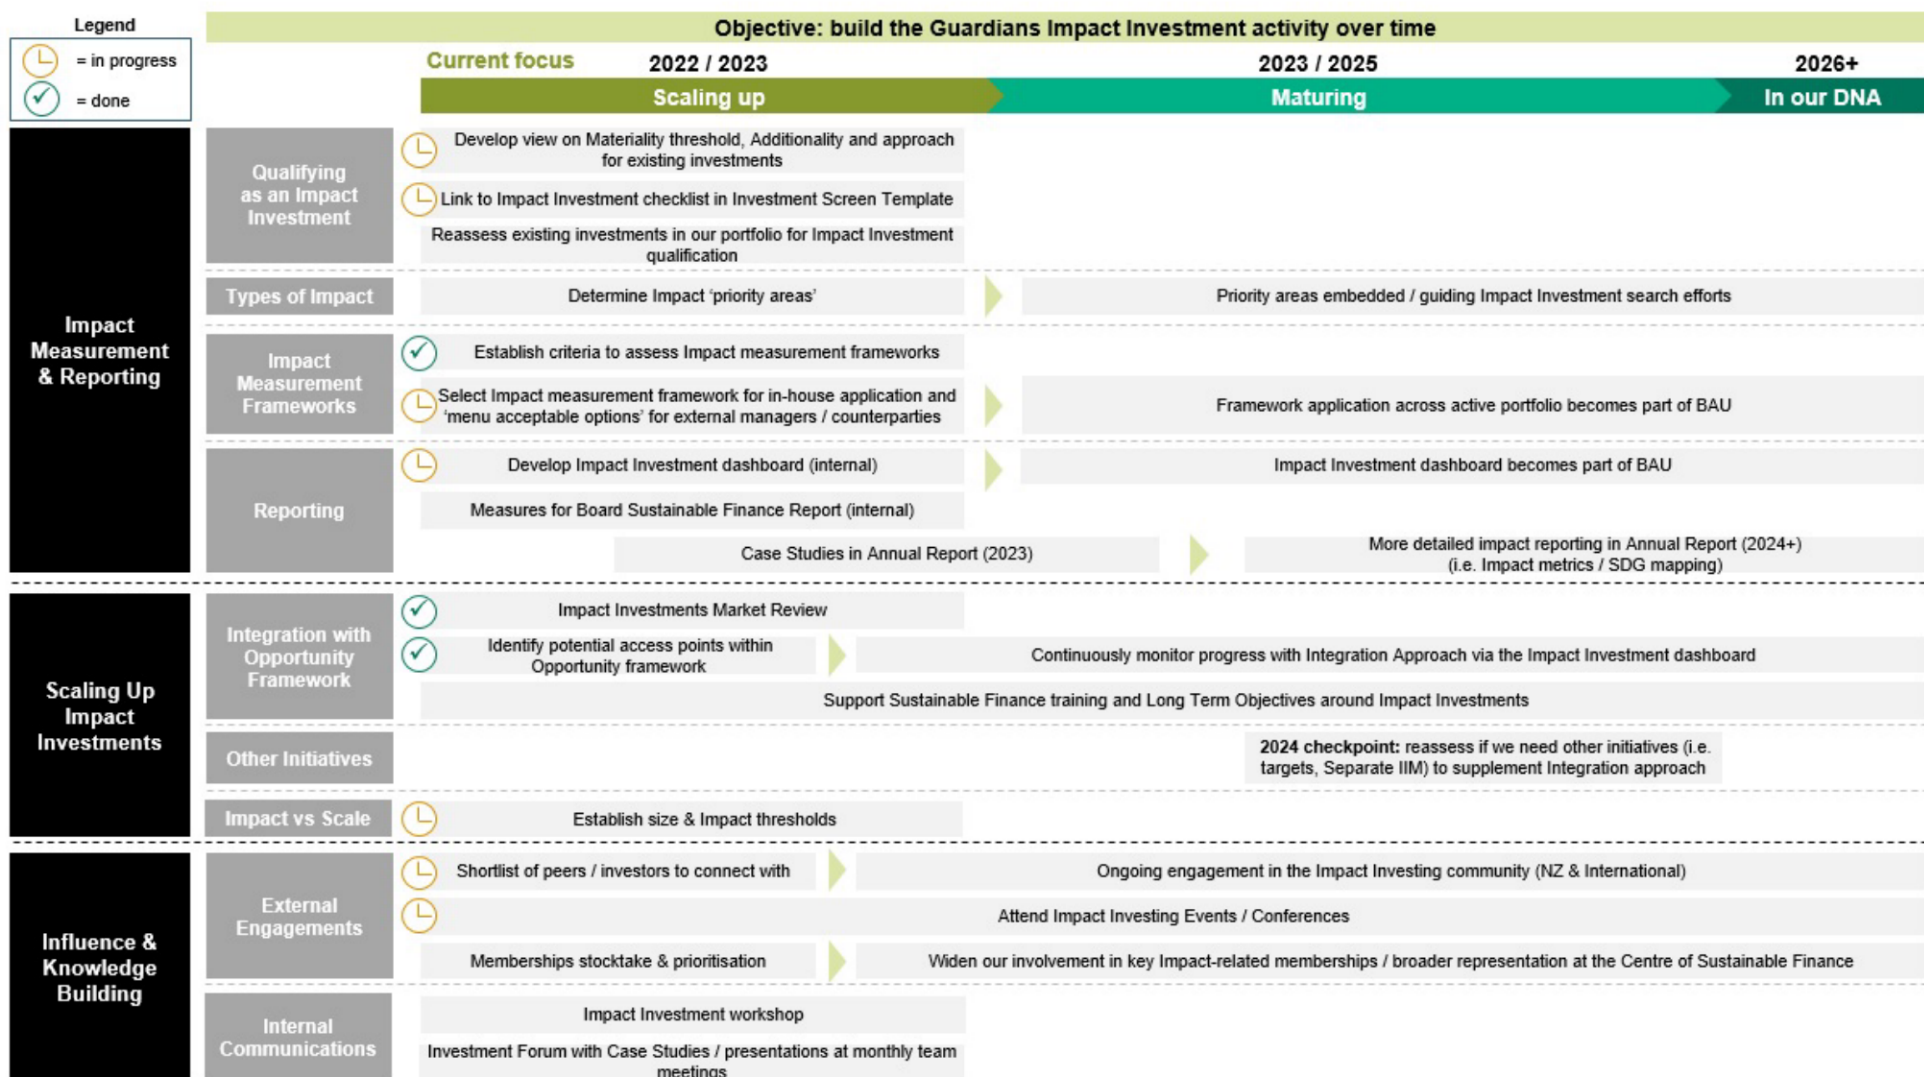 Legend
= in progress
= done
Objective: build the Guardians Impact Investment activity over time
Current focus
2022 / 2023
2023 / 2025
2026+
Scaling up
Maturing
In our DNA
Impact
Measurement
& Reporting
Qualifying
as an Impact
Investment
Develop view on Materiality threshold, Additionality and approach
for existing investments
Link to Impact Investment checklist in Investment Screen Template
Reassess existing investments in our portfolio for Impact Investment
qualification
Types of Impact
Determine Impact ‘priority areas’
Priority areas embedded / guiding Impact Investment search efforts
Impact
Measurement
Frameworks
Establish criteria to assess Impact measurement frameworks
Select Impact measurement framework for in-house application and
‘menu acceptable options’ for external managers / counterparties
Framework application across active portfolio becomes part of BAU
Reporting
Develop Impact Investment dashboard (internal)
Impact Investment dashboard becomes part of BAU
Measures for Board Sustainable Finance Report (internal)
Case Studies in Annual Report (2023)
More detailed impact reporting in Annual Report (2024+)
(i.e. Impact metrics / SDG mapping)
Scaling Up
Impact
Investments
Integration with
Opportunity
Framework
Impact Investments Market Review
Identify potential access points within
Opportunity framework
Continuously monitor progress with Integration Approach via the Impact Investment dashboard
Support Sustainable Finance training and Long Term Objectives around Impact Investments
Other Initiatives
2024 checkpoint: reassess if we need other initiatives (i.e.
targets, Separate IIM) to supplement Integration approach
Impact vs Scale
Establish size & Impact thresholds
Influence &
Knowledge
Building
External
Engagements
Shortlist of peers / investors to connect with
Ongoing engagement in the Impact Investing community (NZ & International)
Attend Impact Investing Events / Conferences
Memberships stocktake & prioritisation
Widen our involvement in key Impact-related memberships / broader representation at the Centre of Sustainable Finance
Internal
Communications
Impact Investment workshop
Investment Forum with Case Studies / presentations at monthly team
meetings